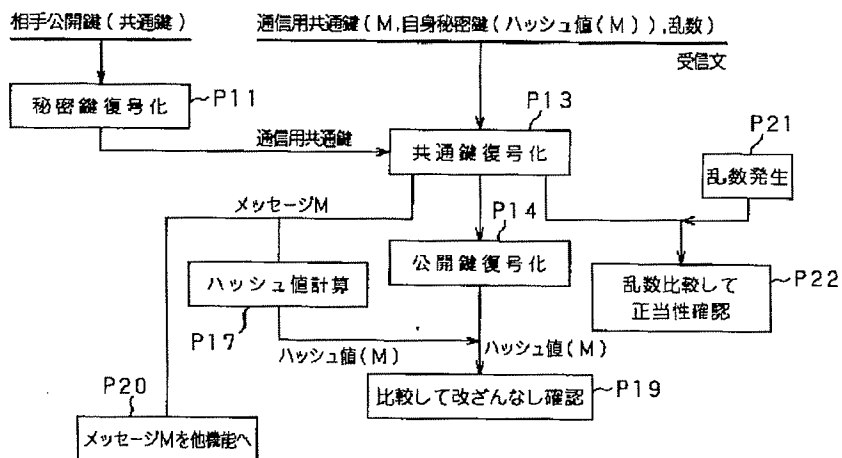 相手公開鍵(共通鍵)
通信用共通鍵(M,自身秘密鍵(ハッシュ値(M)),乱数)
受信文
秘密鍵復号化
P11
通信用共通鍵
P13
共通鍵復号化
P21
乱数発生
メッセージM
P14
公開鍵復号化
ハッシュ値計算
P17
乱数比較して
正当性確認
P22
ハッシュ値(M)
ハッシュ値(M)
P20
比較して改ざんなし確認
P19
メッセージMを他機能へ